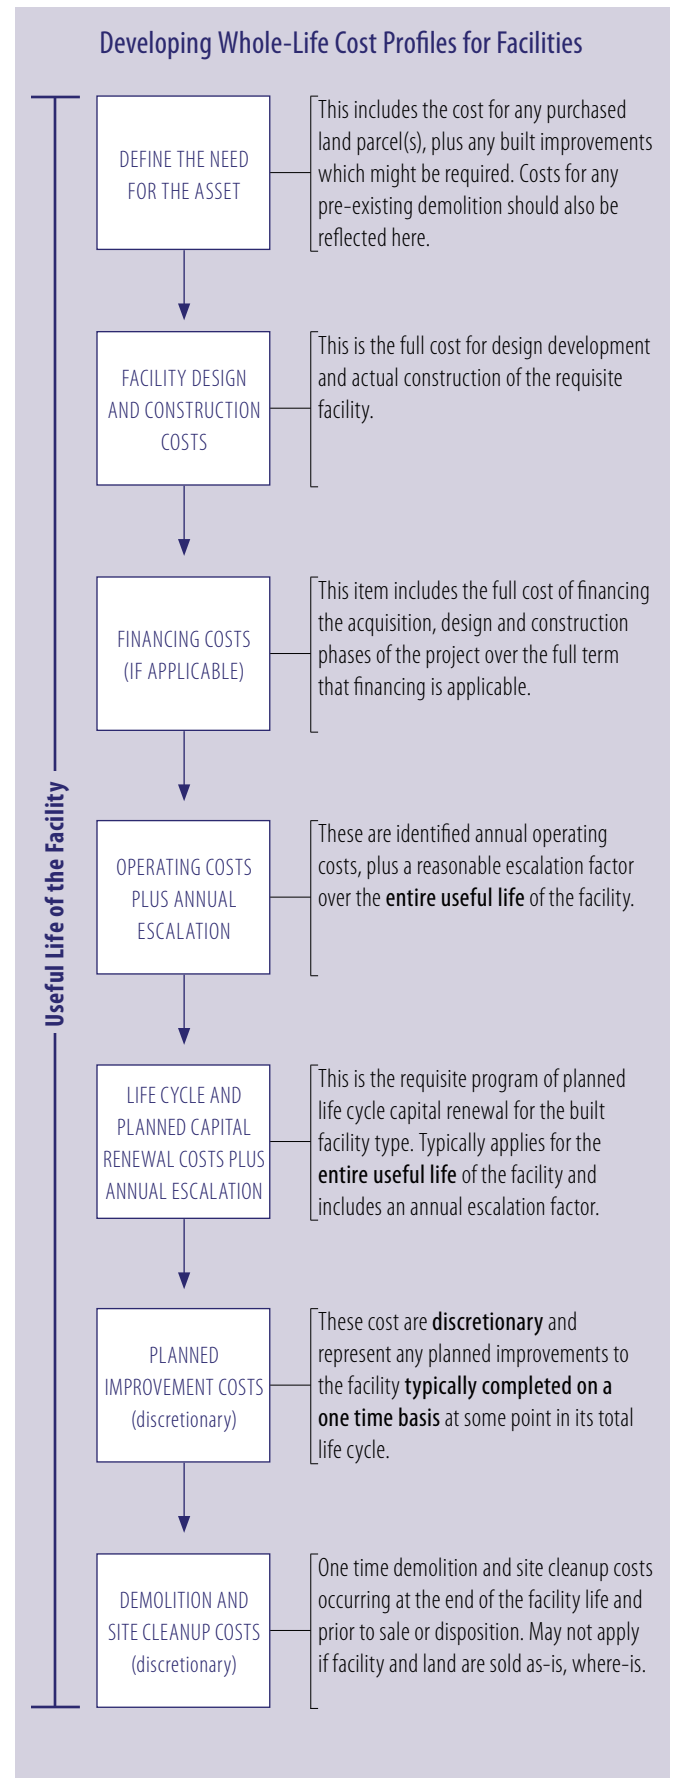 Developing Whole-Life Cost Profiles for Facilities
Useful Life of the Facility
DEFINE THE NEED
FOR THE ASSET
This includes the cost for any purchased
land parcel(s), plus any built improvements
which might be required. Costs for any
pre-existing demolition should also be
reflected here.
FACILITY DESIGN
AND CONSTRUCTION
COSTS
This is the full cost for design development
and actual construction of the requisite
facility.
FINANCING COSTS
(IF APPLICABLE)
This item includes the full cost of financing
the acquisition, design and construction
phases of the project over the full term
that financing is applicable.
OPERATING COSTS
PLUS ANNUAL
ESCALATION
These are identified annual operating
costs, plus a reasonable escalation factor
over the entire useful life of the facility.
LIFE CYCLE AND
PLANNED CAPITAL
RENEWAL COSTS PLUS
ANNUAL ESCALATION
This is the requisite program of planned
life cycle capital renewal for the built
facility type. Typically applies for the
entire useful life of the facility and
includes an annual escalation factor.
PLANNED
IMPROVEMENT COSTS
(discretionary)
These cost are discretionary and
represent any planned improvements to
the facility typically completed on a
one time basis at some point in its total
life cycle.
DEMOLITION AND
SITE CLEANUP COSTS
(discretionary)
One time demolition and site cleanup costs
occurring at the end of the facility life and
prior to sale or disposition. May not apply
if facility and land are sold as-is, where-is.